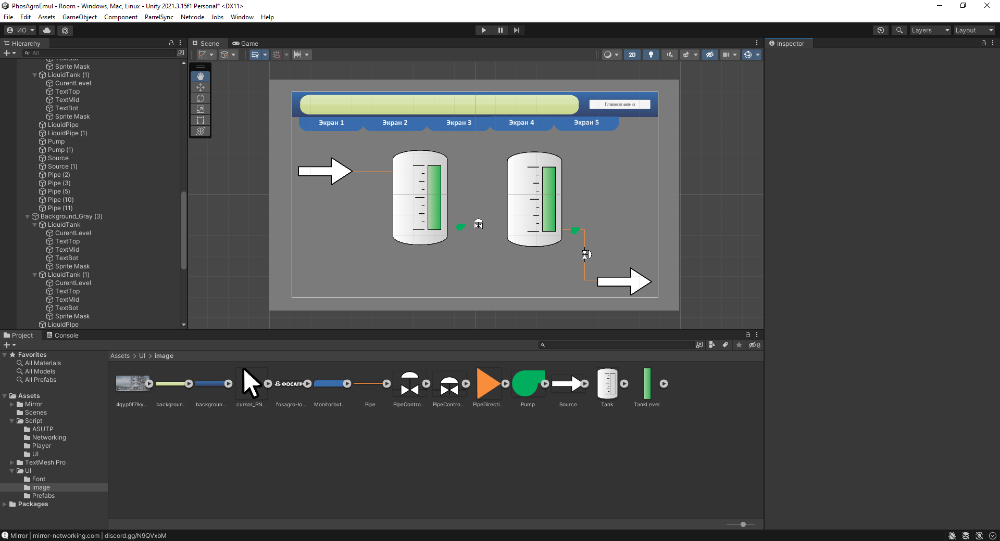 PhosAgroEmul - Room - Windows, Mac, Linux - Unity 2021.3.15f1 Personal* <DX11>
File Edit Assets GameObject Component ParrelSync Netcode Jobs Window Help
ИО
Layers
Layout
Hierarchy
Scene
Game
Inspector
All
2D
TextBot
Sprite Mask
LiquidTank (1)
CurentLevel
TextTop
TextMid
TextBot
Sprite Mask
LiquidPipe
LiquidPipe (1)
Pump
Pump (1)
Source
Source (1)
Pipe (2)
Pipe (3)
Pipe (5)
Pipe (10)
Pipe (11)
Background_Gray (3)
LiquidTank
CurentLevel
TextTop
TextMid
TextBot
Sprite Mask
LiquidTank (1)
CurentLevel
TextTop
TextMid
TextBot
Sprite Mask
LiquidPipe
Главное меню
Экран 1
Экран 2
Экран 3
Экран 4
Экран 5
Project
Console
8
Favorites
All Materials
All Models
All Prefabs
Assets
Mirror
Scenes
Script
ASUTP
Networking
Player
UI
TextMesh Pro
UI
Font
image
Prefabs
Packages
Assets > UI > image
ФОСАГР
4qyp0f7lky...
backgroun...
backgroun...
cursor_PN...
fosagro-lo...
Monitorbut...
Pipe
PipeContro...
PipeContro...
PipeDirecti...
Pump
Source
Tank
TankLevel
Mirror | mirror-networking.com | discord.gg/N9QVxbM